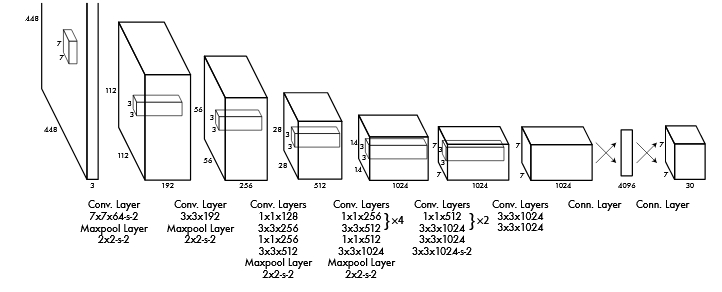 448
7
7
448
3
112
3
3
112
192
56
3
3
56
256
28
3
3
28
512
14
3
3
14
1024
7
3
3
7
1024
7
7
1024
4096
7
7
30
Conv. Layer
7x7x64-s-2
Maxpool Layer
2x2-s-2
Conv. Layer
3x3x192
Maxpool Layer
2x2-s-2
Conv. Layers
1x1x128
3x3x256
1x1x256
3x3x512
Maxpool Layer
2x2-s-2
Conv. Layers
1x1x256
3x3x512 }×4
1x1x512
3x3x1024
Maxpool Layer
2x2-s-2
Conv. Layers
1x1x512
3x3x1024 }×2
3x3x1024
3x3x1024-s-2
Conv. Layers
3x3x1024
3x3x1024
Conn. Layer
Conn. Layer